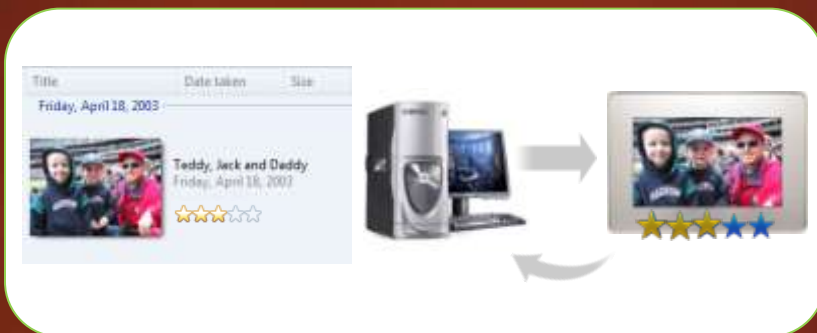 Title Date taken Size
Friday, April 18, 2003
Teddy, Jack and Daddy
Friday, April 18, 2003